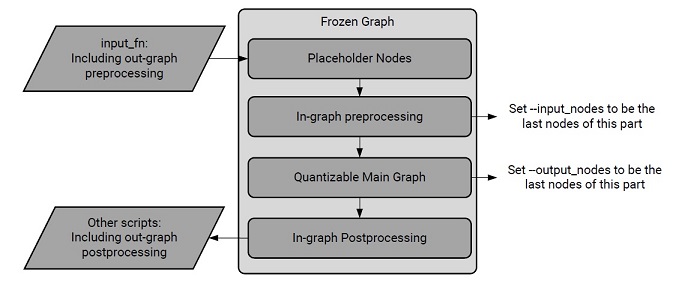 Frozen Graph
input_fn:
Including out-graph
preprocessing
Placeholder Nodes
In-graph preprocessing
Set --input_nodes to be the
last nodes of this part
Quantizable Main Graph
Set --output_nodes to be the
last nodes of this part
Other scripts:
Including out-graph
postprocessing
In-graph Postprocessing